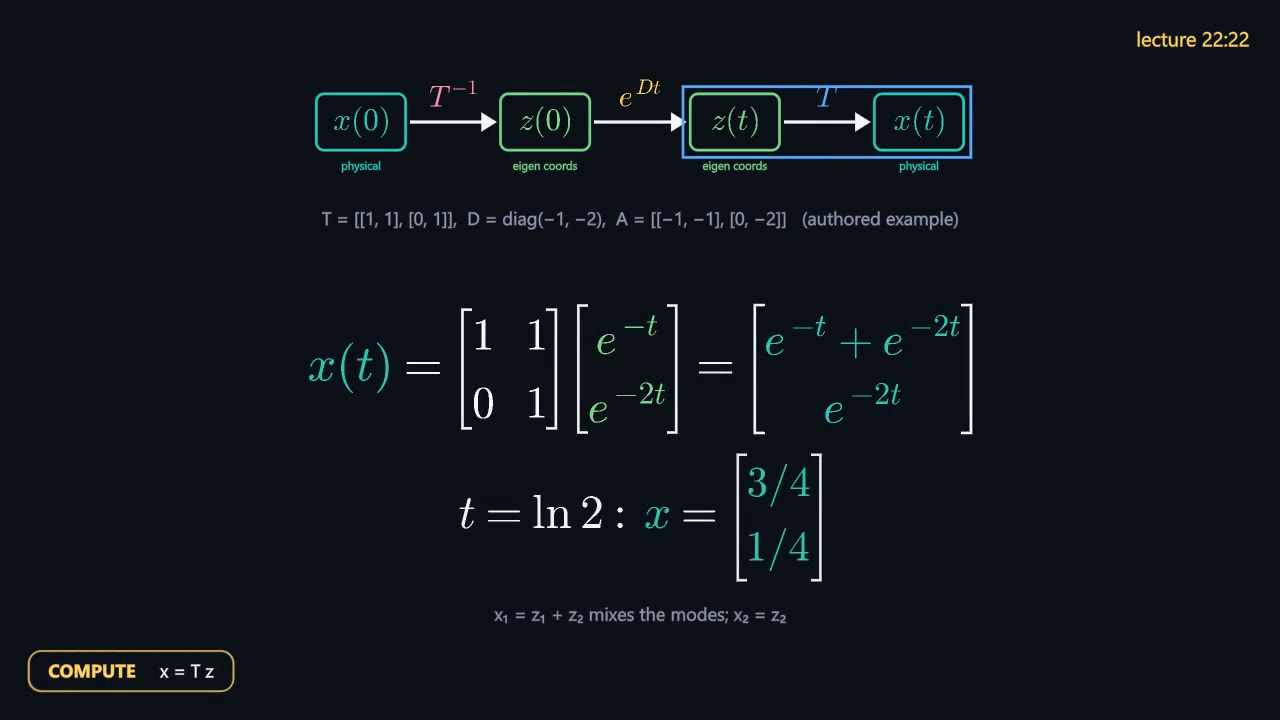 lecture 22:22
T⁻¹ e^{Dt} T
x(0) z(0) z(t) x(t)
physical eigen coords eigen coords physical
T = [[1, 1], [0, 1]], D = diag(−1, −2), A = [[−1, −1], [0, −2]] (authored example)
x(t) = [1 1; 0 1] [e^{−t}; e^{−2t}] = [e^{−t} + e^{−2t}; e^{−2t}]
t = ln 2 : x = [3/4; 1/4]
x₁ = z₁ + z₂ mixes the modes; x₂ = z₂
COMPUTE x = T z